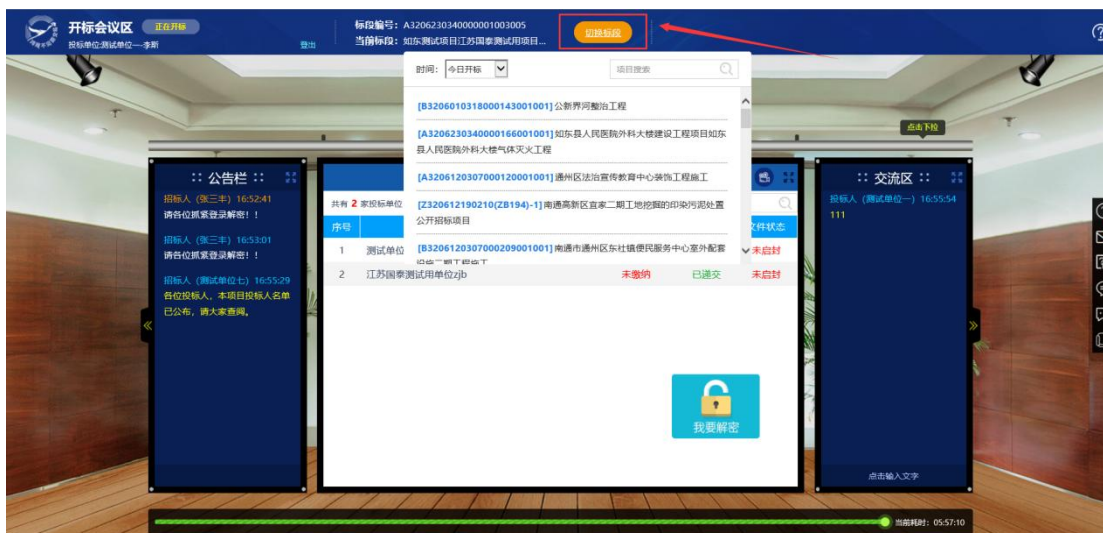 开标会议区 正在开标
投标单位:测试单位一-李斯 登出
标段编号：A3206230340000001003005
当前标段：如东测试项目江苏国泰测试用项目...
切换标段
时间：今日开标
项目搜索
[B3206010318000143001001]公新界河整治工程
[A3206230340000166001001]如东县人民医院外科大楼建设工程项目如东
县人民医院外科大楼气体灭火工程
[A3206120307000120001001]通州区法治宣传教育中心装饰工程施工
[Z320612190210(ZB194)-1]南通高新区宜家二期工地挖掘的印染污泥处置
公开招标项目
[B3206120307000209001001]南通市通州区东社镇便民服务中心室外配套
点击下拉
:: 公告栏 ::
招标人（张三丰）16:52:41
请各位抓紧登录解密！！
招标人（张三丰）16:53:01
请各位抓紧登录解密！！
招标人（测试单位七）16:55:29
各位投标人，本项目投标人名单
已公布，请大家查阅。
共有 2 家投标单位
序号 文件状态
1 测试单位 未启封
2 江苏国泰测试用单位zjb 未缴纳 已递交 未启封
我要解密
:: 交流区 ::
投标人（测试单位一）16:55:54
111
点击输入文字
当前耗时：05:57:10